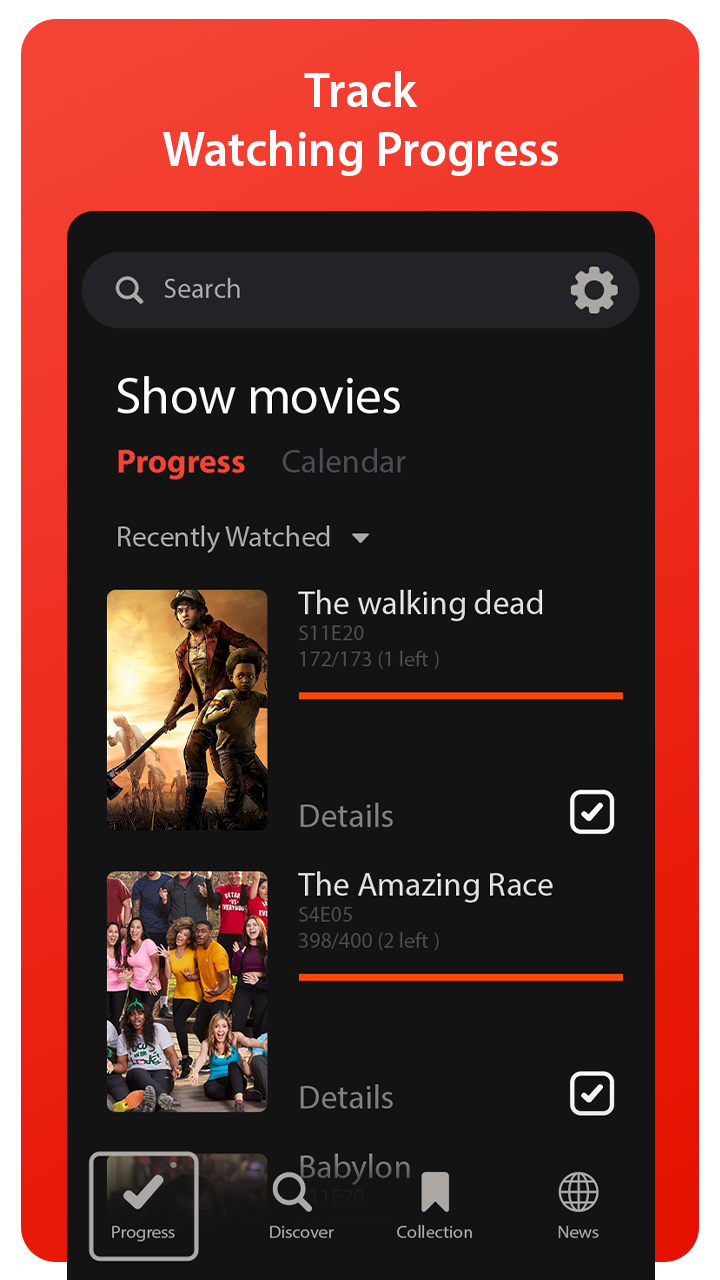 Track
Watching Progress
Search
Show movies
Progress Calendar
Recently Watched
The walking dead
S11E20
172/173 (1 left )
Details
The Amazing Race
S4E05
398/400 (2 left )
Details
Babylon
S11E20
Progress Discover Collection News